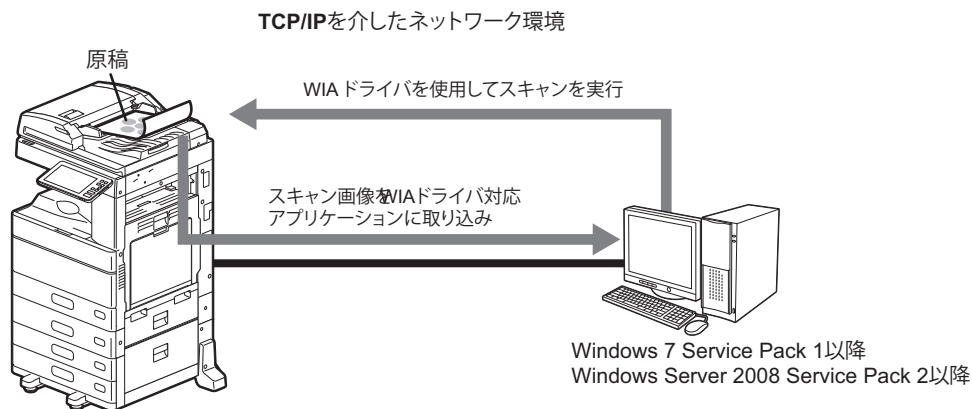 TCP/IPを介したネットワーク環境
原稿
WIA ドライバを使用してスキャンを実行
スキャン画像をWIAドライバ対応
アプリケーションに取り込み
Windows 7 Service Pack 1以降
Windows Server 2008 Service Pack 2以降